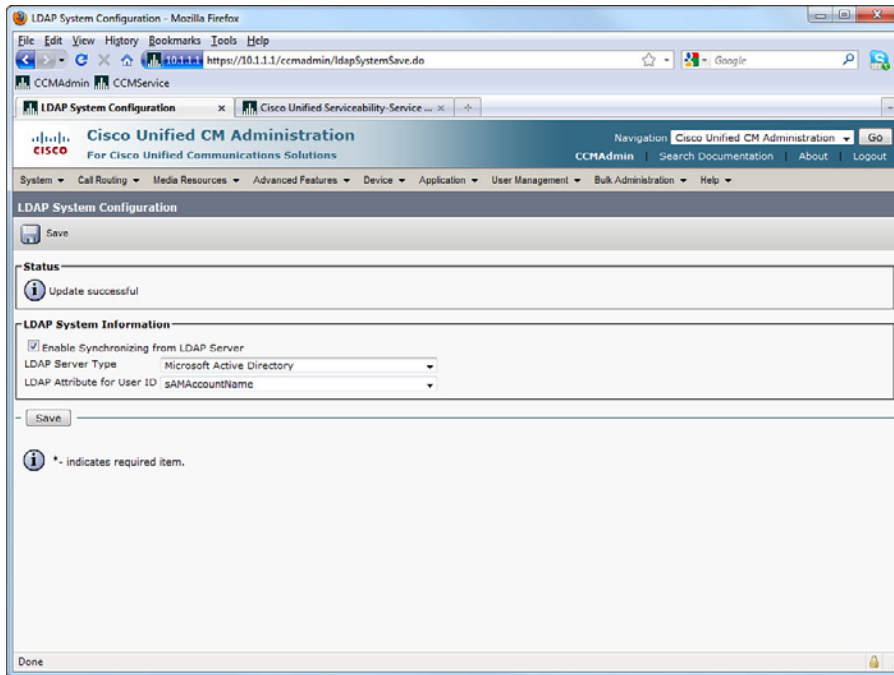 LDAP System Configuration - Mozilla Firefox
File Edit View History Bookmarks Tools Help
10.1.1.1 https://10.1.1.1/ccmadmin/ldapSystemSave.do Google
CCMAdmin CCMService
LDAP System Configuration x Cisco Unified Serviceability-Service ... x
Cisco Unified CM Administration
Navigation Cisco Unified CM Administration Go
CISCO For Cisco Unified Communications Solutions
CCMAdmin | Search Documentation | About | Logout
System Call Routing Media Resources Advanced Features Device Application User Management Bulk Administration Help
LDAP System Configuration
Save
Status
Update successful
LDAP System Information
Enable Synchronizing from LDAP Server
LDAP Server Type Microsoft Active Directory
LDAP Attribute for User ID sAMAccountName
Save
*- indicates required item.
Done